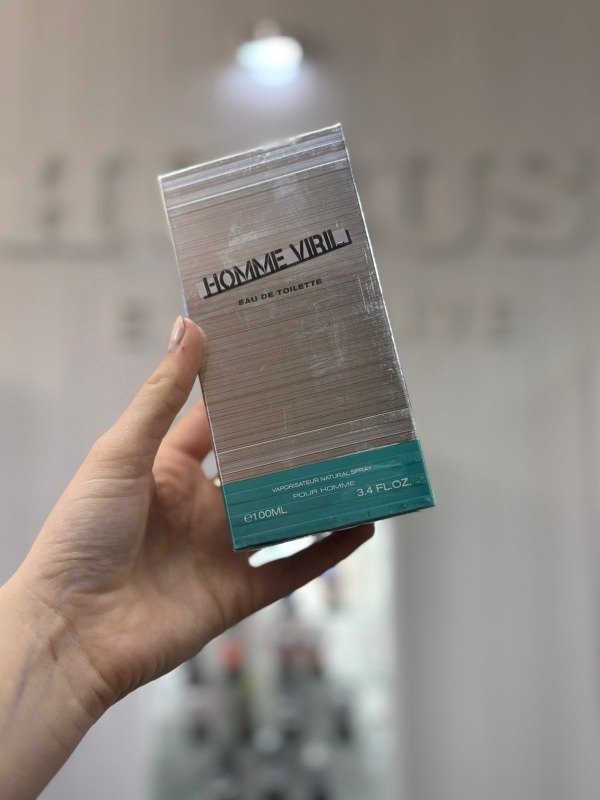 HOMME VIRIL
EAU DE TOILETTE
VAPORISATEUR NATURAL SPRAY
POUR HOMME
℮100ML 3.4 FL.OZ.